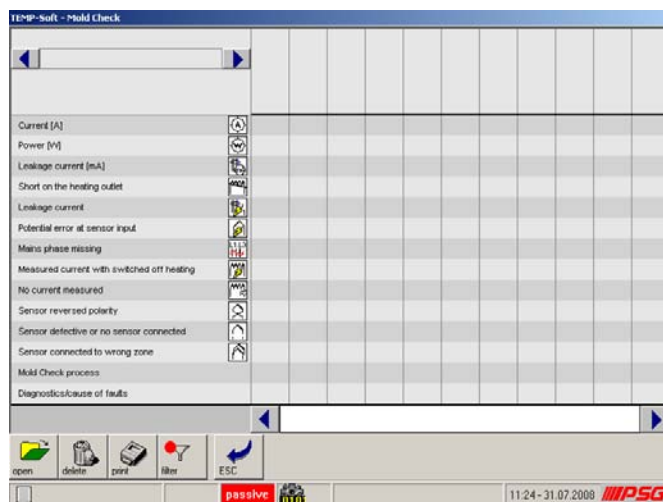 TEMP-Soft - Mold Check
Current [A]
Power [W]
Leakage current [mA]
Short on the heating outlet
Leakage current
Potential error at sensor input
Mains phase missing
Measured current with switched off heating
No current measured
Sensor reversed polarity
Sensor defective or no sensor connected
Sensor connected to wrong zone
Mold Check process
Diagnostics/cause of faults
open delete print filter ESC
passive 0101 11:24 - 31.07.2008 PSG